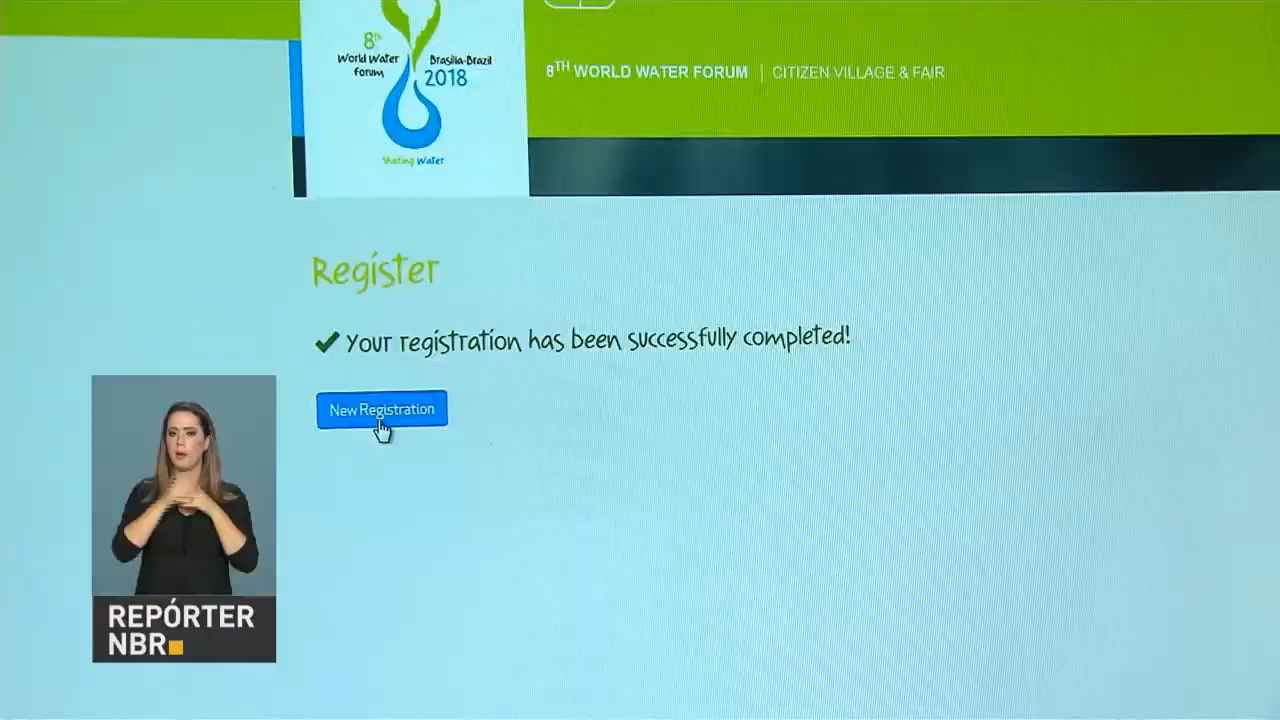 8th
World Water
Forum
Brasília-Brazil
2018
Sharing Water
8TH WORLD WATER FORUM | CITIZEN VILLAGE & FAIR
Register
✔ Your registration has been successfully completed!
New Registration
REPÓRTER
NBR